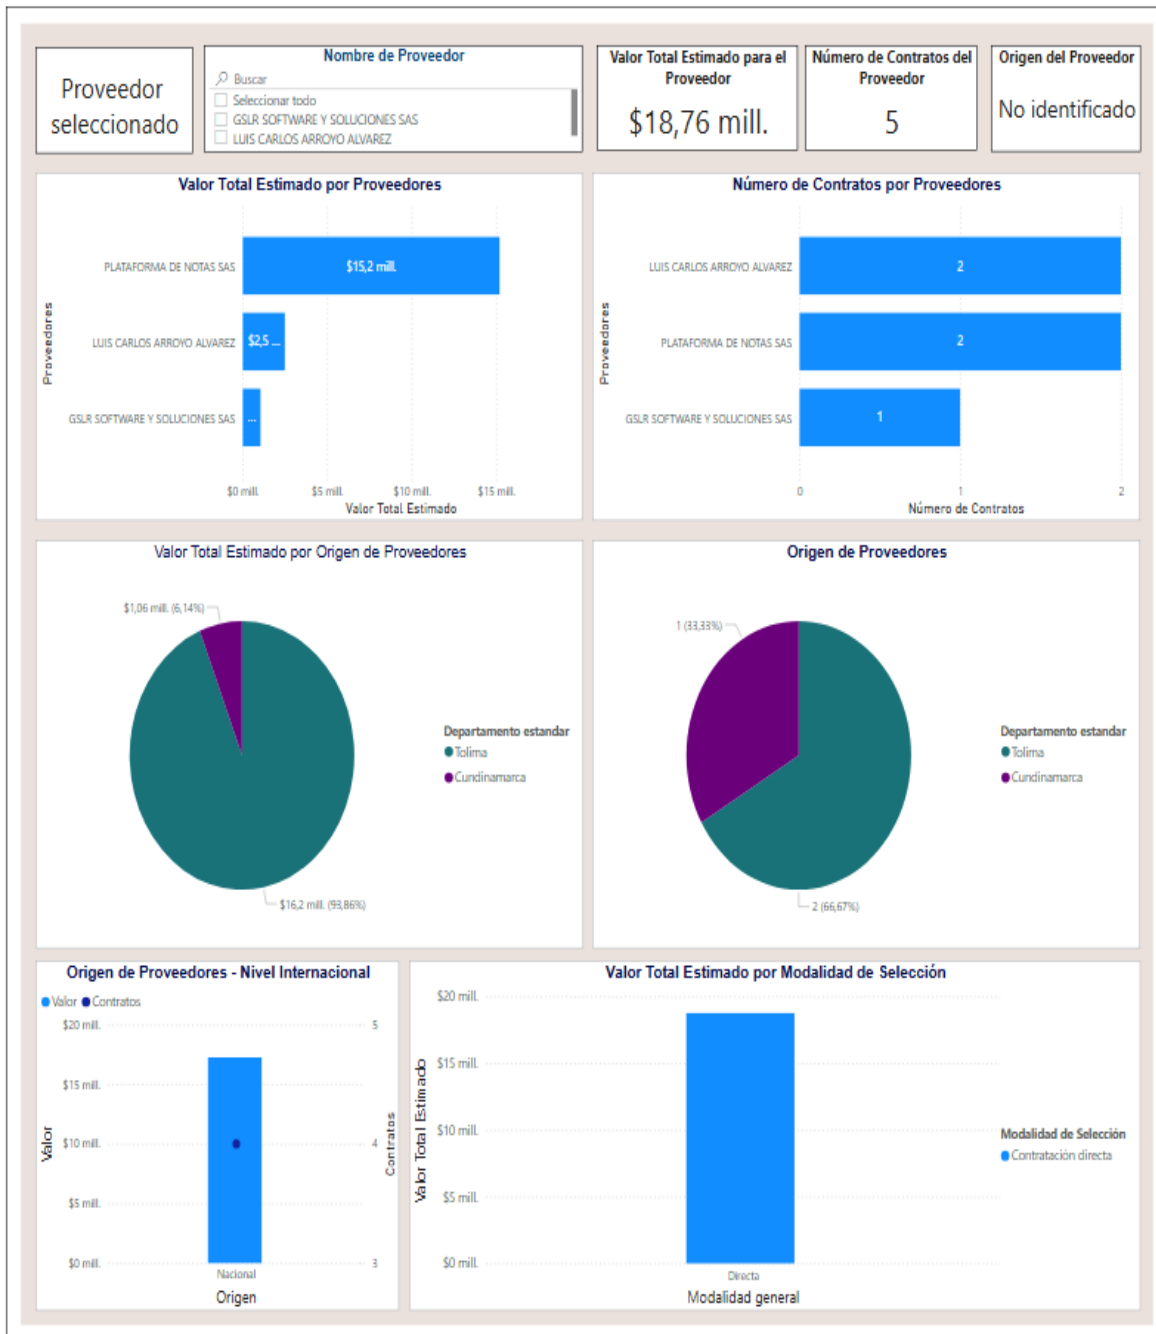 Proveedor
seleccionado
Nombre de Proveedor
Buscar
Seleccionar todo
GSLR SOFTWARE Y SOLUCIONES SAS
LUIS CARLOS ARROYO ALVAREZ
Valor Total Estimado para el
Proveedor
$18,76 mill.
Número de Contratos del
Proveedor
5
Origen del Proveedor
No identificado
Valor Total Estimado por Proveedores
Proveedores
PLATAFORMA DE NOTAS SAS
$15,2 mill.
LUIS CARLOS ARROYO ALVAREZ
$2,5 ...
GSLR SOFTWARE Y SOLUCIONES SAS
...
$0 mill.
$5 mill.
$10 mill.
$15 mill.
Valor Total Estimado
Número de Contratos por Proveedores
Proveedores
LUIS CARLOS ARROYO ALVAREZ
2
PLATAFORMA DE NOTAS SAS
2
GSLR SOFTWARE Y SOLUCIONES SAS
1
0
1
2
Número de Contratos
Valor Total Estimado por Origen de Proveedores
$1,06 mill. (6,14%)
$16,2 mill. (93,86%)
Departamento estandar
Tolima
Cundinamarca
Origen de Proveedores
1 (33,33%)
2 (66,67%)
Departamento estandar
Tolima
Cundinamarca
Origen de Proveedores - Nivel Internacional
Valor
Contratos
$20 mill.
$15 mill.
$10 mill.
$5 mill.
$0 mill.
Valor
5
4
3
Contratos
Nacional
Origen
Valor Total Estimado por Modalidad de Selección
Valor Total Estimado
$20 mill.
$15 mill.
$10 mill.
$5 mill.
$0 mill.
Directa
Modalidad general
Modalidad de Selección
Contratación directa